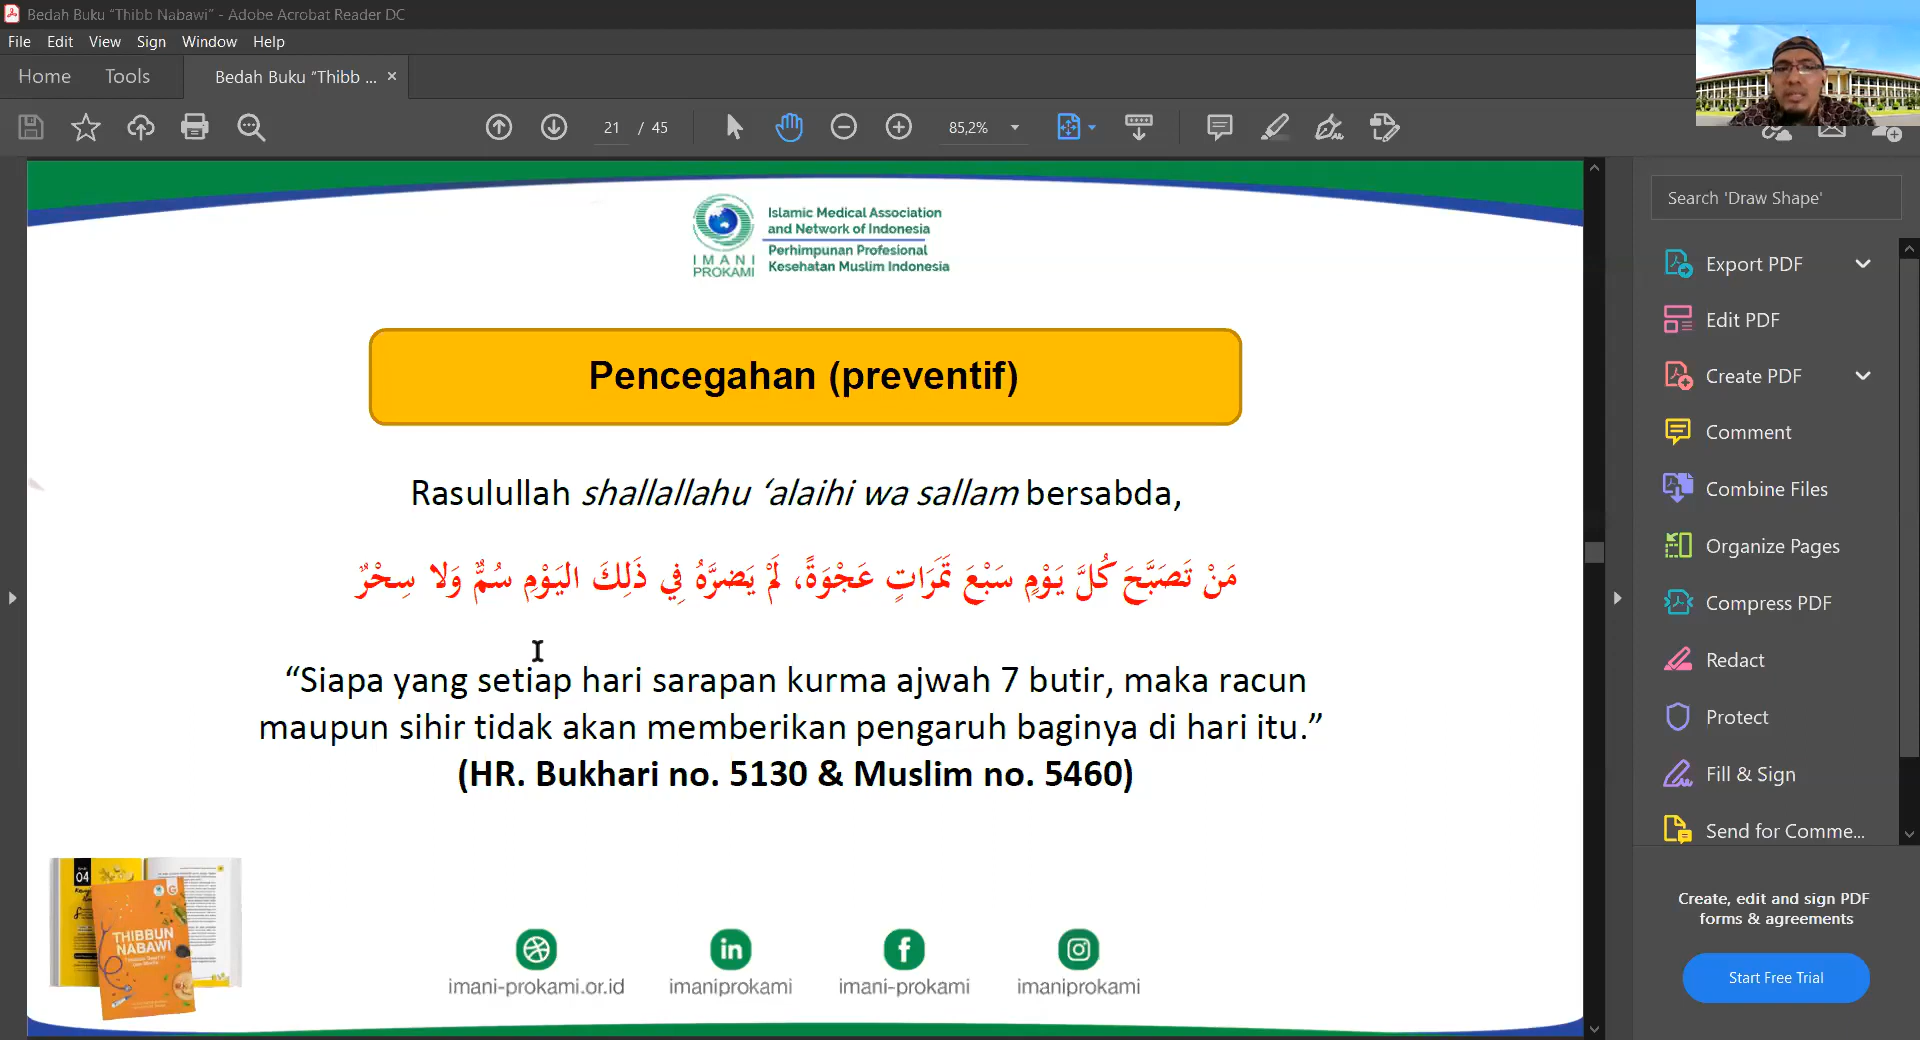 Bedah Buku “Thibb Nabawi” - Adobe Acrobat Reader DC
File Edit View Sign Window Help
Home Tools Bedah Buku “Thibb ... ×
21 / 45 85,2%
Search 'Draw Shape'
Islamic Medical Association
and Network of Indonesia
Perhimpunan Profesional
Kesehatan Muslim Indonesia
IMANI
PROKAMI
Pencegahan (preventif)
Rasulullah shallallahu ‘alaihi wa sallam bersabda,
مَنْ تَصَبَّحَ كُلَّ يَوْمٍ سَبْعَ تَمَرَاتٍ عَجْوَةً، لَمْ يَضرَّهُ فِي ذَلِكَ اليَوْمِ سُمٌّ وَلا سِحْرٌ
“Siapa yang setiap hari sarapan kurma ajwah 7 butir, maka racun
maupun sihir tidak akan memberikan pengaruh baginya di hari itu.”
(HR. Bukhari no. 5130 & Muslim no. 5460)
04
THIBBUN
NABAWI
imani-prokami.or.id
imaniprokami
imani-prokami
imaniprokami
Export PDF
Edit PDF
Create PDF
Comment
Combine Files
Organize Pages
Compress PDF
Redact
Protect
Fill & Sign
Send for Comme...
Create, edit and sign PDF
forms & agreements
Start Free Trial